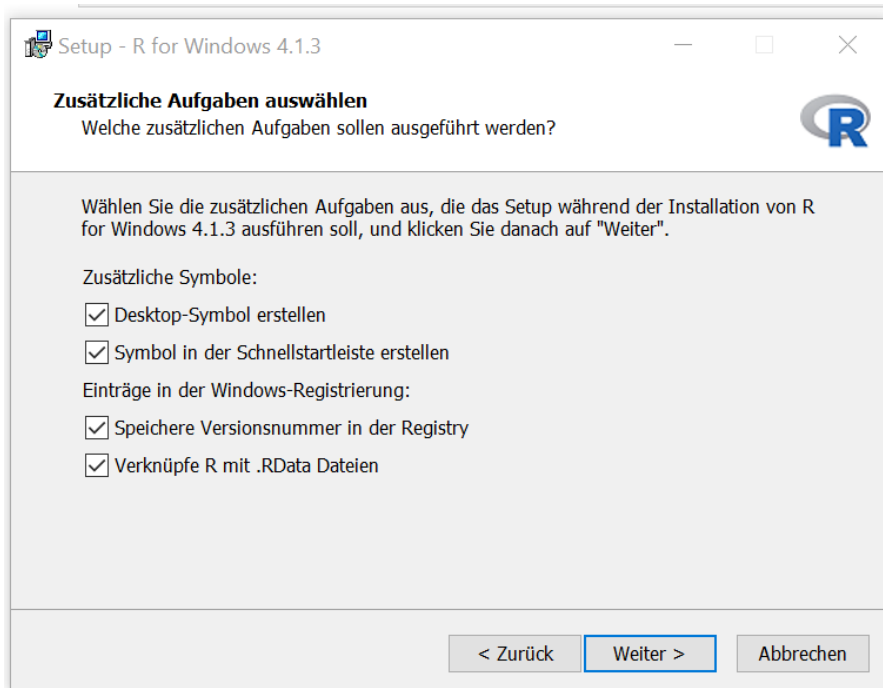 Setup - R for Windows 4.1.3
Zusätzliche Aufgaben auswählen
Welche zusätzlichen Aufgaben sollen ausgeführt werden?
R
Wählen Sie die zusätzlichen Aufgaben aus, die das Setup während der Installation von R
for Windows 4.1.3 ausführen soll, und klicken Sie danach auf "Weiter".
Zusätzliche Symbole:
Desktop-Symbol erstellen
Symbol in der Schnellstartleiste erstellen
Einträge in der Windows-Registrierung:
Speichere Versionsnummer in der Registry
Verknüpfe R mit .RData Dateien
< Zurück
Weiter >
Abbrechen